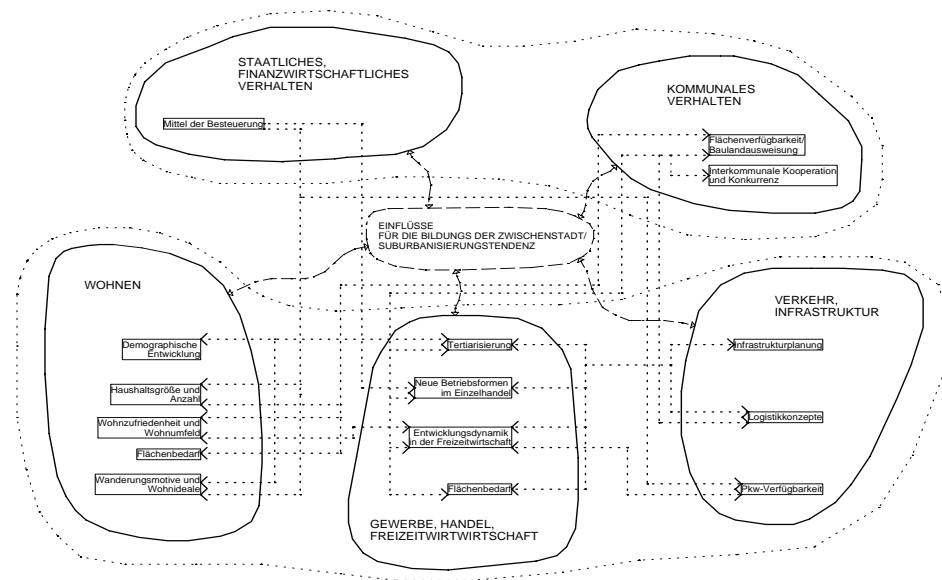 STAATLICHES,
FINANZWIRTSCHAFTLICHES
VERHALTEN
Mittel der Besteuerung
KOMMUNALES
VERHALTEN
Flächenverfügbarkeit/
Baulandausweisung
Interkommunale Kooperation
und Konkurrenz
EINFLÜSSE
FÜR DIE BILDUNGS DER ZWISCHENSTADT/
SUBURBANISIERUNGSTENDENZ
WOHNEN
Demographische
Entwicklung
Haushaltsgröße und
Anzahl
Wohnzufriedenheit und
Wohnumfeld
Flächenbedarf
Wanderungsmotive und
Wohnideale
Tertiarisierung
Neue Betriebsformen
im Einzelhandel
Entwicklungsdynamik
in der Freizeitwirtschaft
Flächenbedarf
GEWERBE, HANDEL,
FREIZEITWIRTWIRTSCHAFT
VERKEHR,
INFRASTRUKTUR
Infrastrukturplanung
Logistikkonzepte
Pkw-Verfügbarkeit